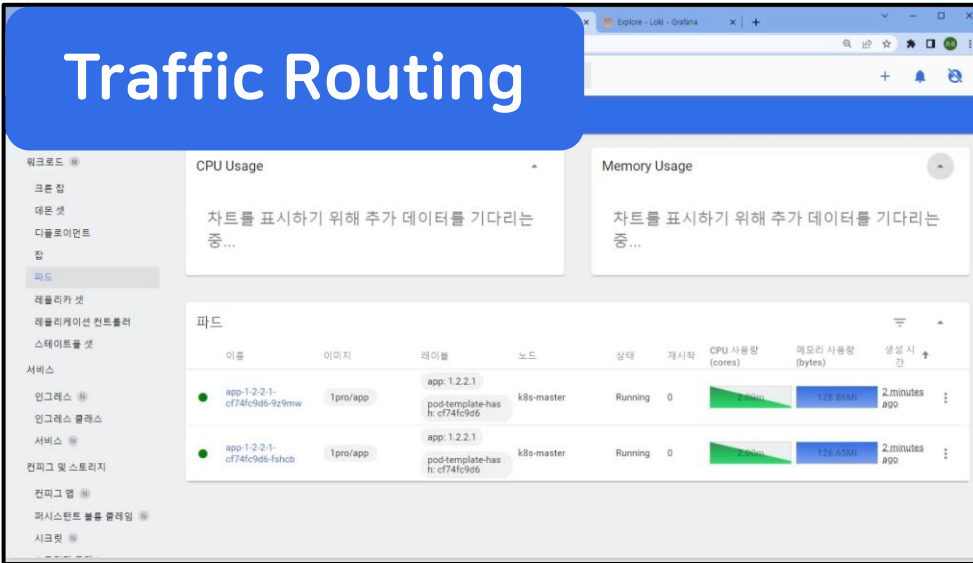 Explore - Loki - Grafana
Traffic Routing
워크로드 N
크론 잡
데몬 셋
디플로이먼트
잡
파드
레플리카 셋
레플리케이션 컨트롤러
스테이트풀 셋
서비스
인그레스 N
인그레스 클래스
서비스 N
컨피그 및 스토리지
컨피그 맵 N
퍼시스턴트 볼륨 클레임 N
시크릿 N
CPU Usage
차트를 표시하기 위해 추가 데이터를 기다리는
중...
Memory Usage
차트를 표시하기 위해 추가 데이터를 기다리는
중...
파드
이름 이미지 레이블 노드 상태 재시작 CPU 사용량 (cores) 메모리 사용량 (bytes) 생성 시간
app-1-2-2-1-
cf74fc9d6-9z9mw
1pro/app
app: 1.2.2.1
pod-template-has
h: cf74fc9d6
k8s-master
Running
0
2.00m
128.86Mi
2 minutes
ago
app-1-2-2-1-
cf74fc9d6-fshcb
1pro/app
app: 1.2.2.1
pod-template-has
h: cf74fc9d6
k8s-master
Running
0
2.00m
126.65Mi
2 minutes
ago